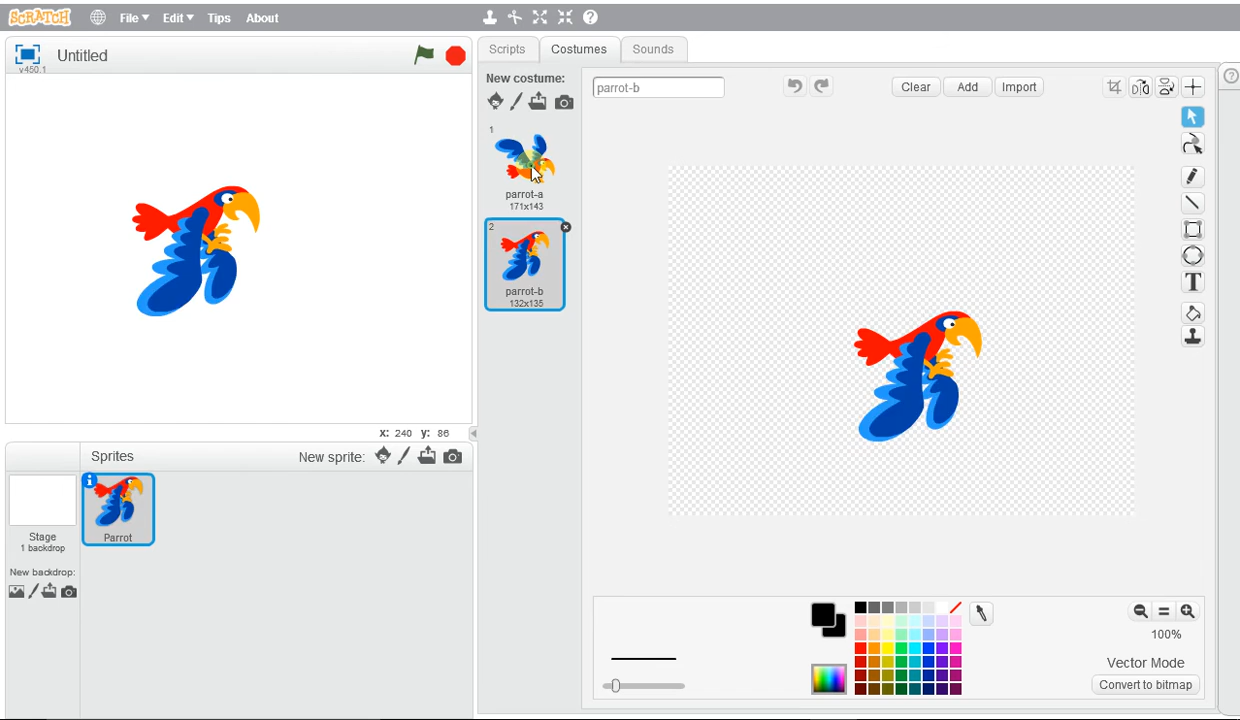 SCRATCH File Edit Tips About
Untitled
v450.1
Scripts Costumes Sounds
New costume:
parrot-b Clear Add Import
1
parrot-a
171x143
2
parrot-b
132x135
T
x: 240 y: 86
Sprites New sprite:
Stage
1 backdrop
New backdrop:
Parrot
100%
Vector Mode
Convert to bitmap